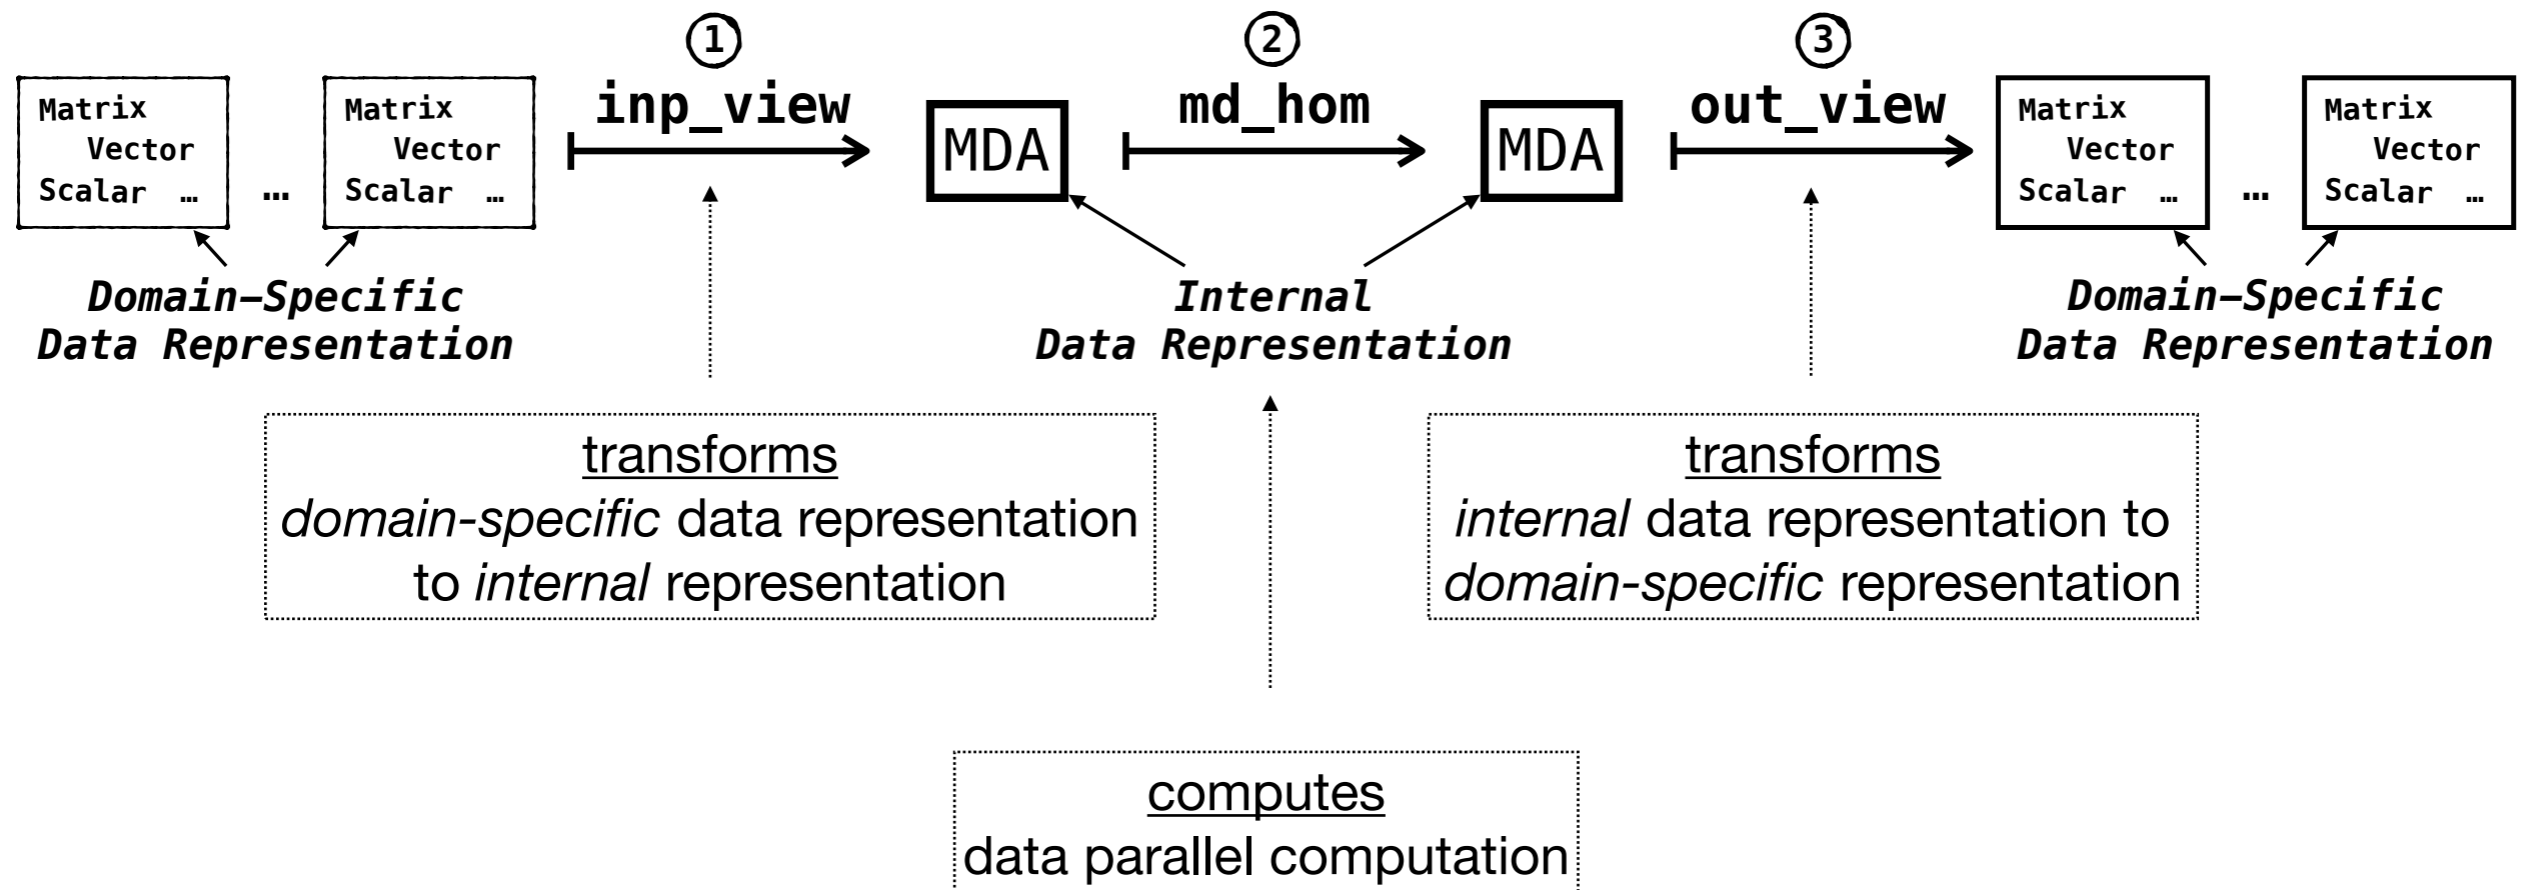 1
2
3
inp_view
md_hom
out_view
Matrix
Vector
Scalar …
…
Matrix
Vector
Scalar …
MDA
MDA
Matrix
Vector
Scalar …
…
Matrix
Vector
Scalar …
Domain-Specific
Data Representation
Internal
Data Representation
Domain-Specific
Data Representation
transforms
domain-specific data representation
to internal representation
transforms
internal data representation to
domain-specific representation
computes
data parallel computation